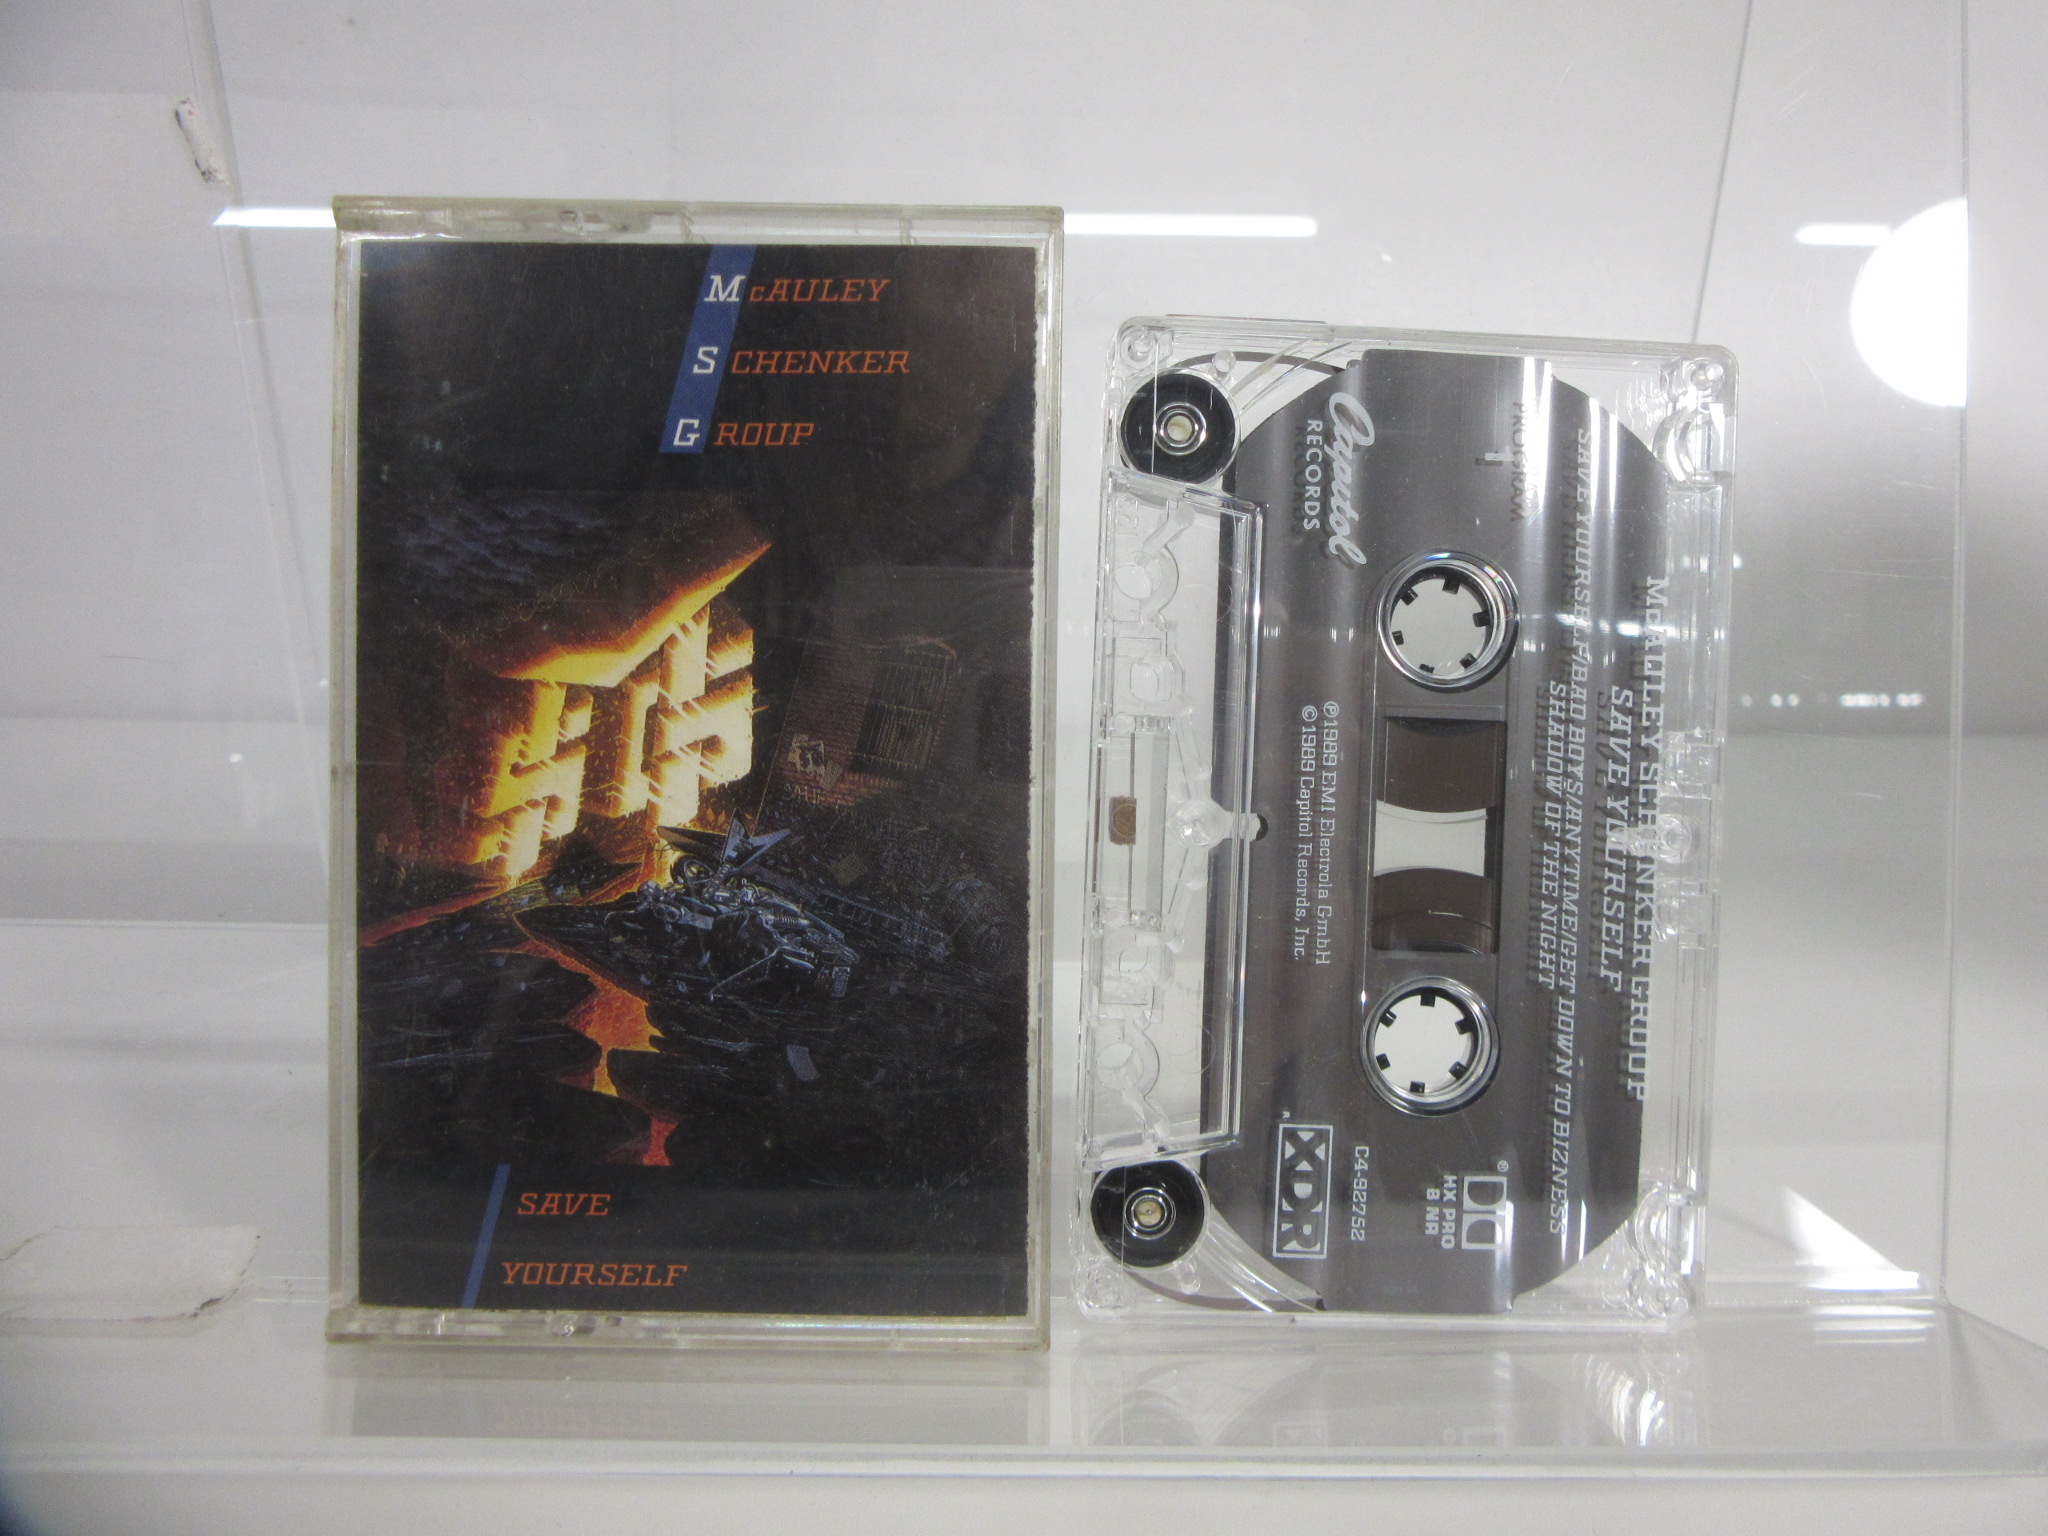 McAULEY
SCHENKER
GROUP
SAVE
YOURSELF
McAULEY SCHENKER GROUP
SAVE YOURSELF
SAVE YOURSELF/BAD BOYS/ANYTIME/GET DOWN TO BIZNESS
SHADOW OF THE NIGHT
PROGRAM
1
Capitol
RECORDS
℗1989 EMI Electrola GmbH
©1989 Capitol Records, Inc.
®
HX PRO
B NR
C4-92752
XDR